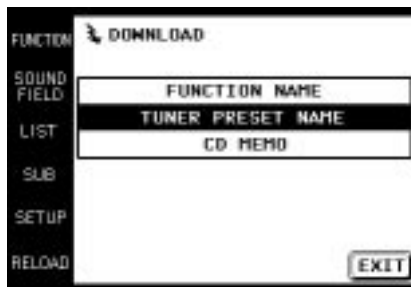 FUNCTION
SOUND
FIELD
LIST
SUB
SETUP
RELOAD
DOWNLOAD
FUNCTION NAME
TUNER PRESET NAME
CD MEMO
EXIT